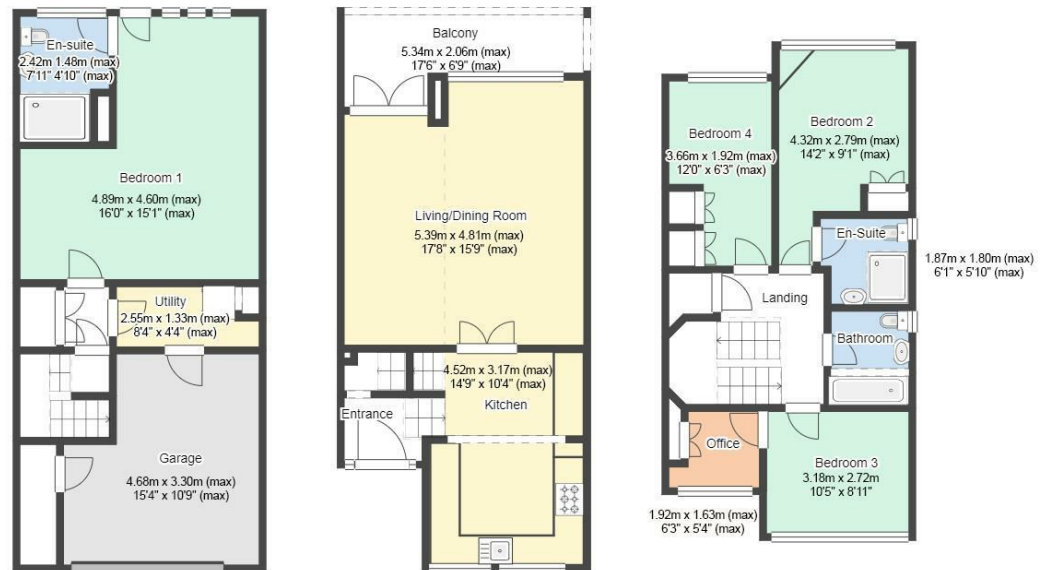 En-suite
2.42m 1.48m (max)
7'11" 4'10" (max)
Bedroom 1
4.89m x 4.60m (max)
16'0" x 15'1" (max)
Utility
2.55m x 1.33m (max)
8'4" x 4'4" (max)
Garage
4.68m x 3.30m (max)
15'4" x 10'9" (max)
Balcony
5.34m x 2.06m (max)
17'6" x 6'9" (max)
Living/Dining Room
5.39m x 4.81m (max)
17'8" x 15'9" (max)
4.52m x 3.17m (max)
14'9" x 10'4" (max)
Kitchen
Entrance
Bedroom 4
3.66m x 1.92m (max)
12'0" x 6'3" (max)
Bedroom 2
4.32m x 2.79m (max)
14'2" x 9'1" (max)
En-Suite
1.87m x 1.80m (max)
6'1" x 5'10" (max)
Landing
Bathroom
Office
1.92m x 1.63m (max)
6'3" x 5'4" (max)
Bedroom 3
3.18m x 2.72m
10'5" x 8'11"